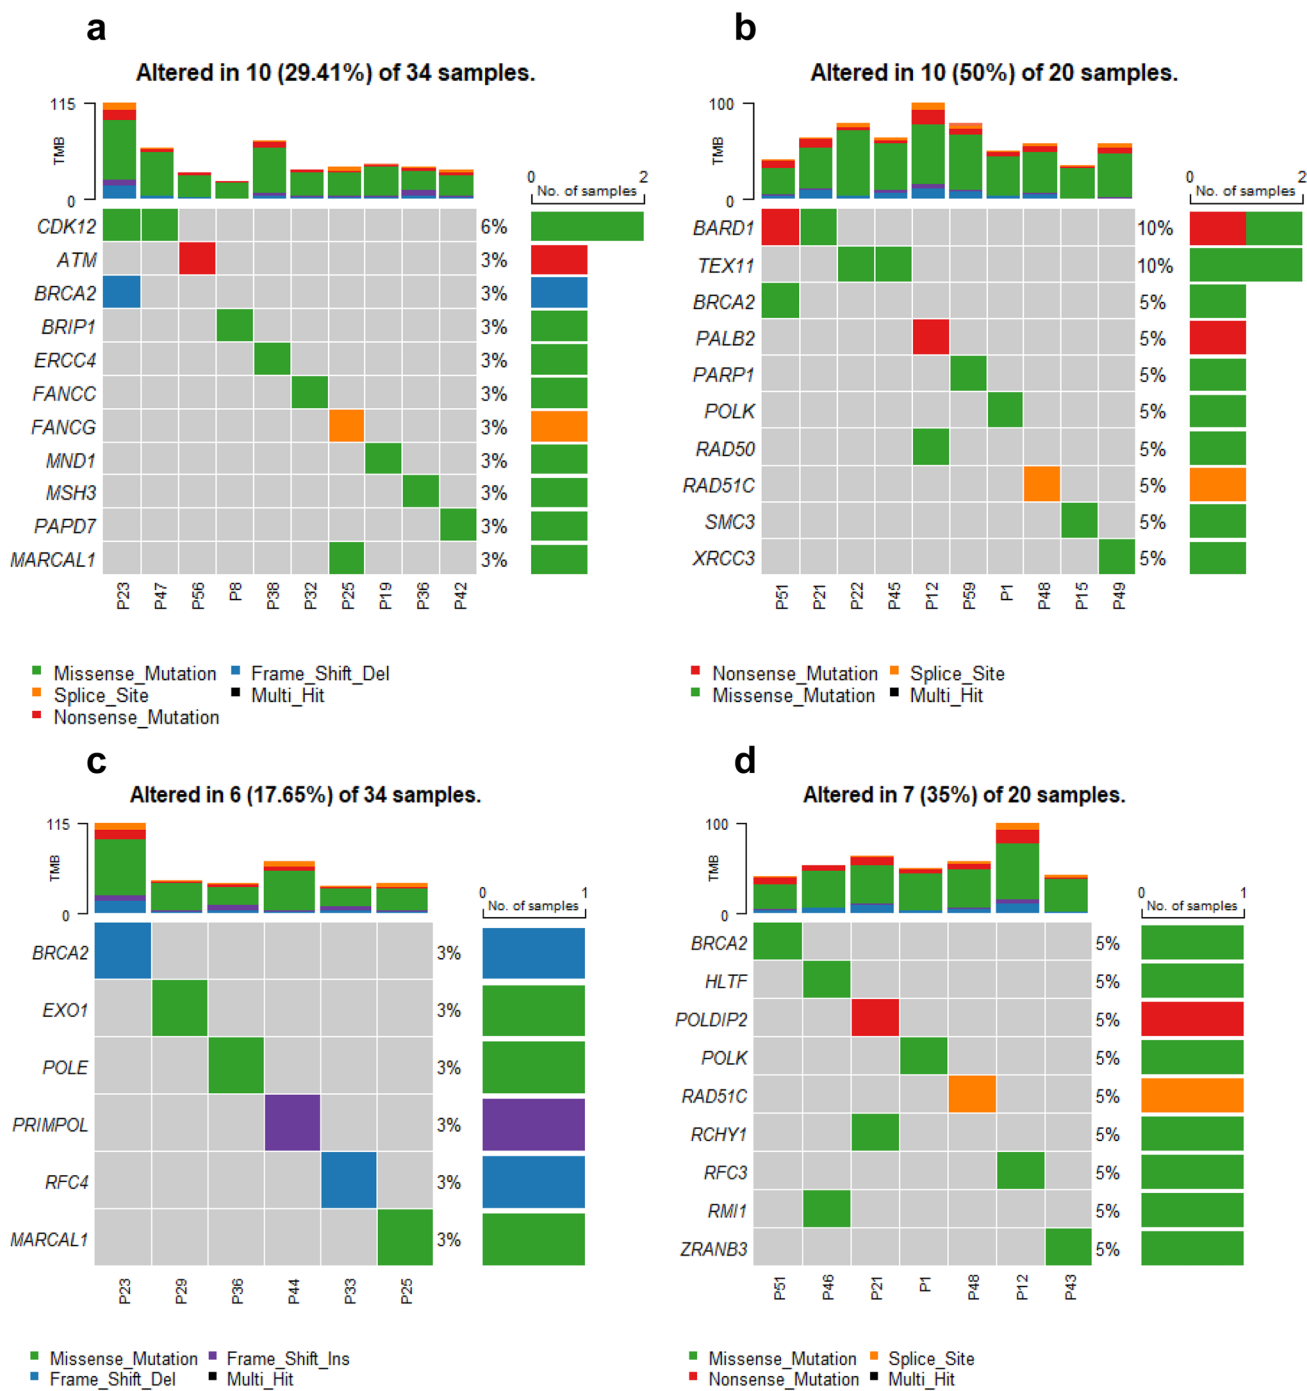 a
Altered in 10 (29.41%) of 34 samples.
115
TMB
0
0 2
No. of samples
CDK12 6%
ATM 3%
BRCA2 3%
BRIP1 3%
ERCC4 3%
FANCC 3%
FANCG 3%
MND1 3%
MSH3 3%
PAPD7 3%
MARCAL1 3%
P23 P47 P56 P8 P38 P32 P25 P19 P36 P42
Missense_Mutation Frame_Shift_Del
Splice_Site Multi_Hit
Nonsense_Mutation
b
Altered in 10 (50%) of 20 samples.
100
TMB
0
0 2
No. of samples
BARD1 10%
TEX11 10%
BRCA2 5%
PALB2 5%
PARP1 5%
POLK 5%
RAD50 5%
RAD51C 5%
SMC3 5%
XRCC3 5%
P51 P21 P22 P45 P12 P59 P1 P48 P15 P49
Nonsense_Mutation Splice_Site
Missense_Mutation Multi_Hit
c
Altered in 6 (17.65%) of 34 samples.
115
TMB
0
0 1
No. of samples
BRCA2 3%
EXO1 3%
POLE 3%
PRIMPOL 3%
RFC4 3%
MARCAL1 3%
P23 P29 P36 P44 P33 P25
Missense_Mutation Frame_Shift_Ins
Frame_Shift_Del Multi_Hit
d
Altered in 7 (35%) of 20 samples.
100
TMB
0
0 1
No. of samples
BRCA2 5%
HLTF 5%
POLDIP2 5%
POLK 5%
RAD51C 5%
RCHY1 5%
RFC3 5%
RMI1 5%
ZRANB3 5%
P51 P46 P21 P1 P48 P12 P43
Missense_Mutation Splice_Site
Nonsense_Mutation Multi_Hit